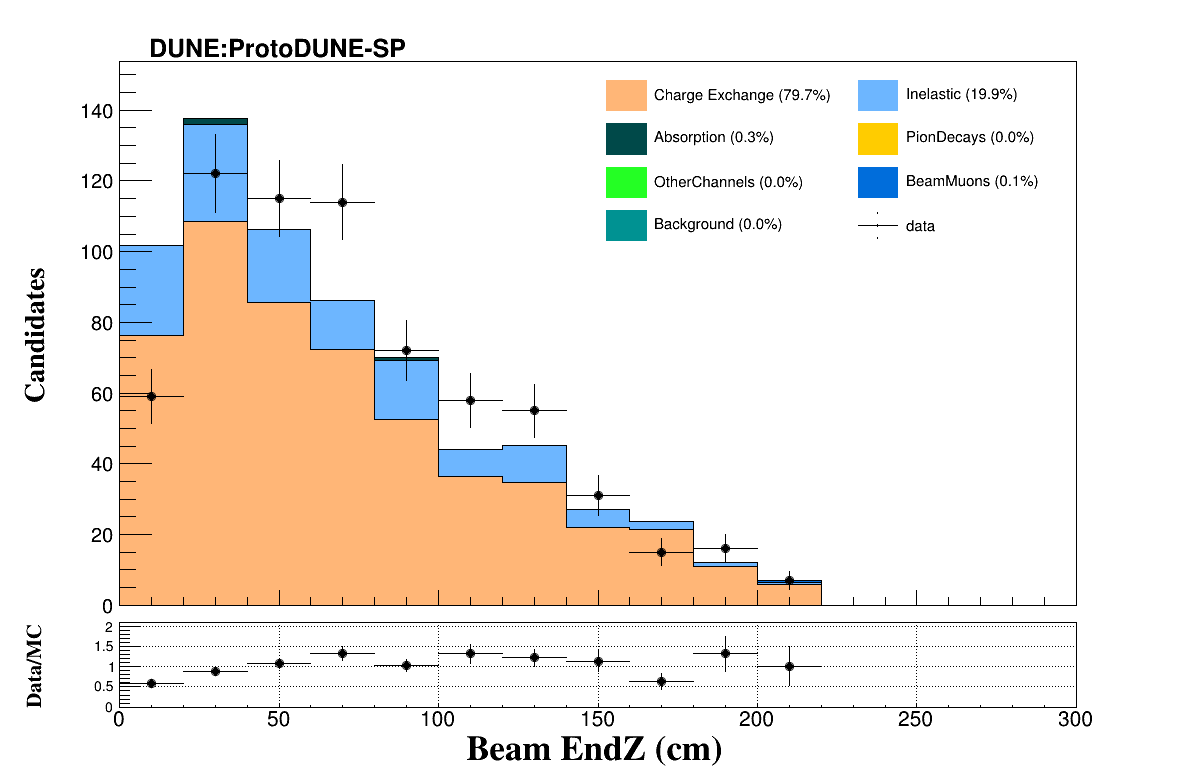 DUNE:ProtoDUNE-SP
Charge Exchange (79.7%)
Inelastic (19.9%)
Absorption (0.3%)
PionDecays (0.0%)
OtherChannels (0.0%)
BeamMuons (0.1%)
Background (0.0%)
data
Candidates
140
120
100
80
60
40
20
0
Data/MC
2
1.5
1
0.5
0
0 50 100 150 200 250 300
Beam EndZ (cm)